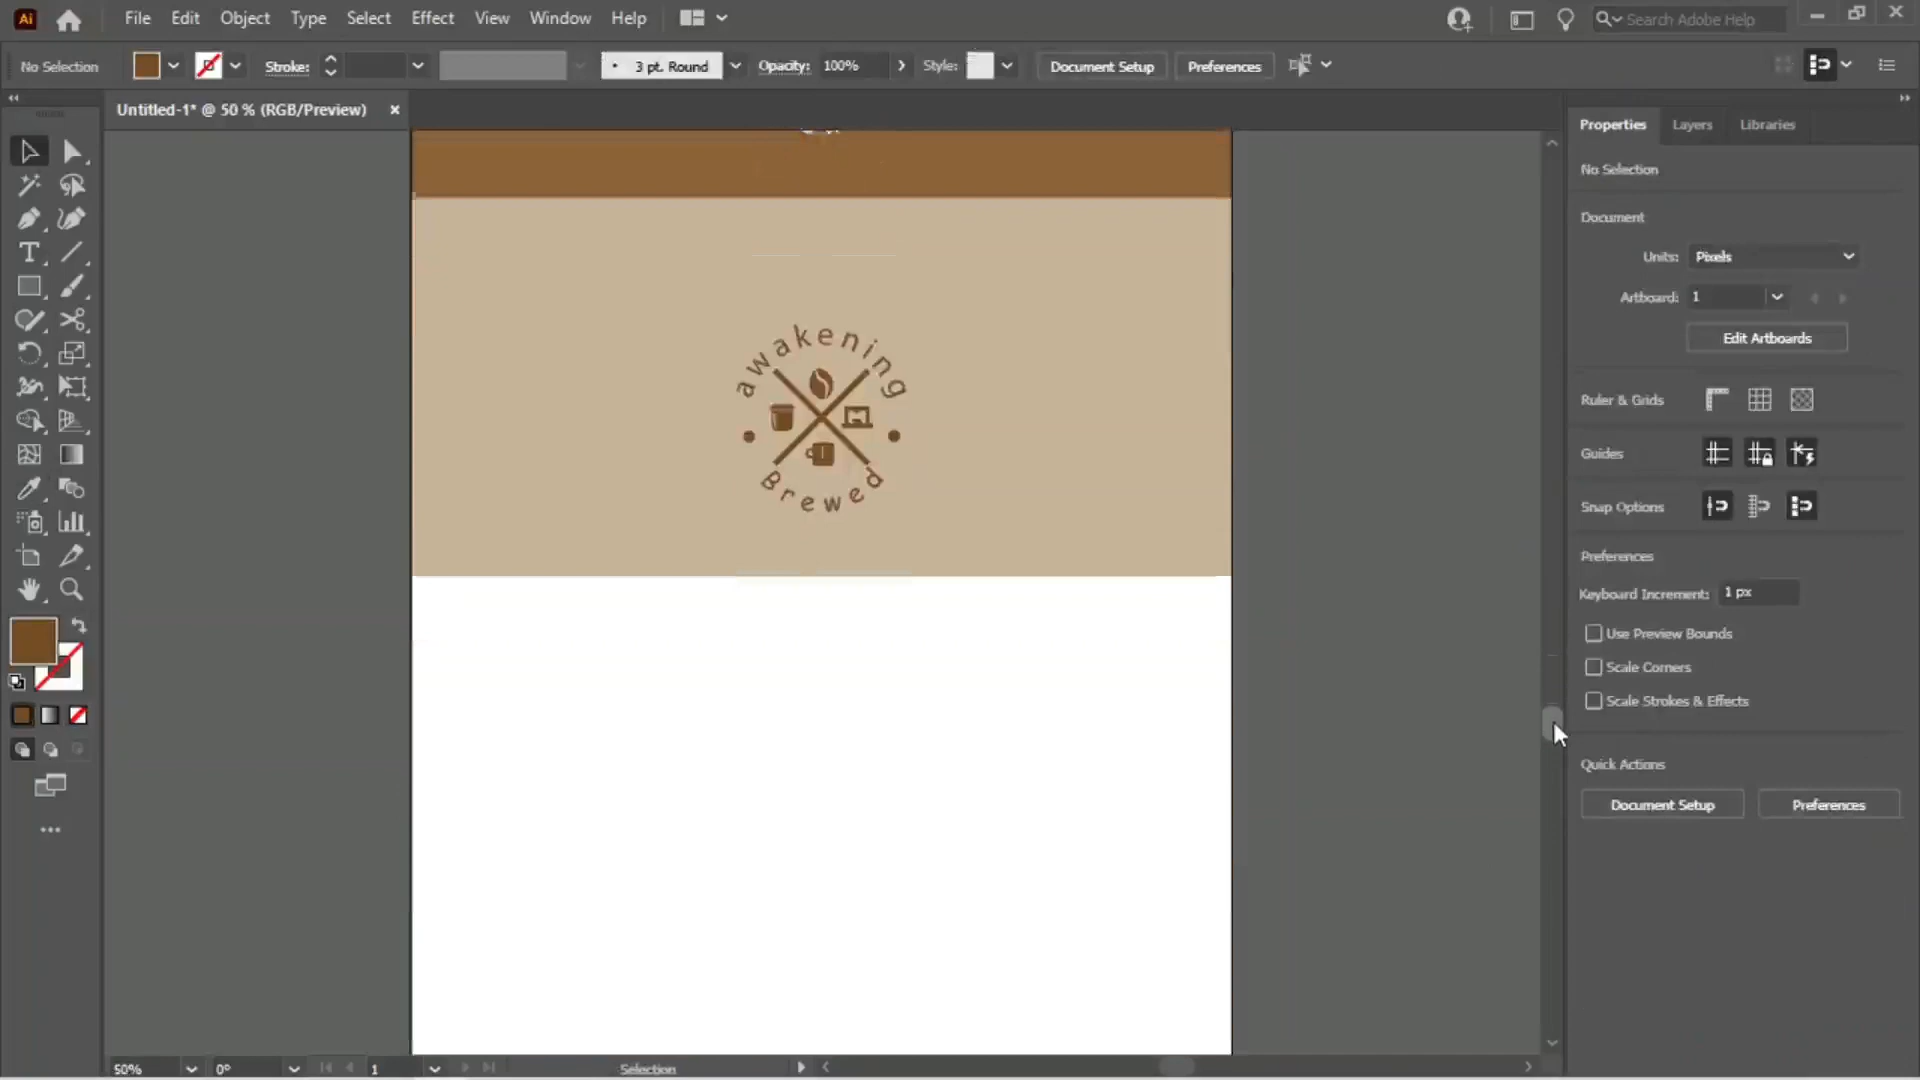 Ai File Edit Object Type Select Effect View Window Help Search Adobe Help
No Selection Stroke: 3 pt. Round Opacity: 100% Style: Document Setup Preferences
Untitled-1* @ 50 % (RGB/Preview)
Properties Layers Libraries
No Selection
Document
Units: Pixels
Artboard: 1
Edit Artboards
Ruler & Grids
Guides
Snap Options
Preferences
Keyboard Increment: 1 px
Use Preview Bounds
Scale Corners
Scale Strokes & Effects
Quick Actions
Document Setup Preferences
awakening
Brewed
50% 0° 1 Selection